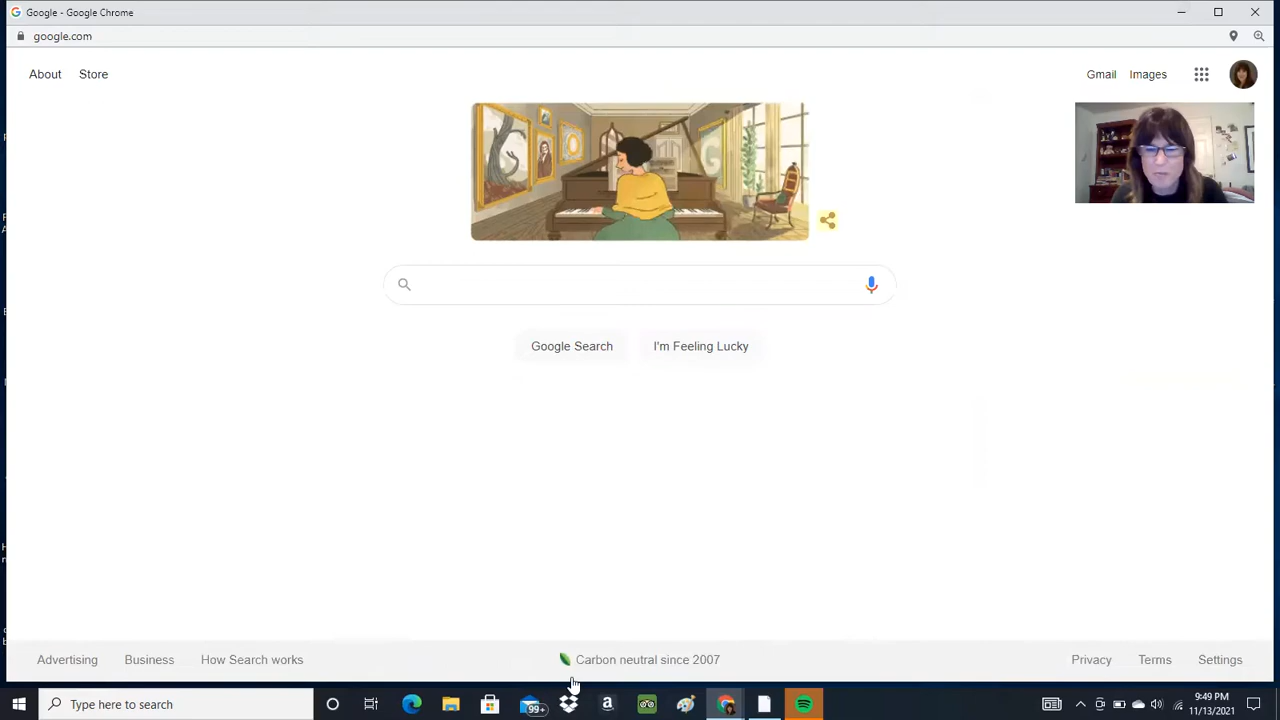 Google - Google Chrome
google.com
About Store
Gmail Images
Google Search I'm Feeling Lucky
Carbon neutral since 2007
Advertising Business How Search works
Privacy Terms Settings
Type here to search
99+
a
9:49 PM
11/13/2021